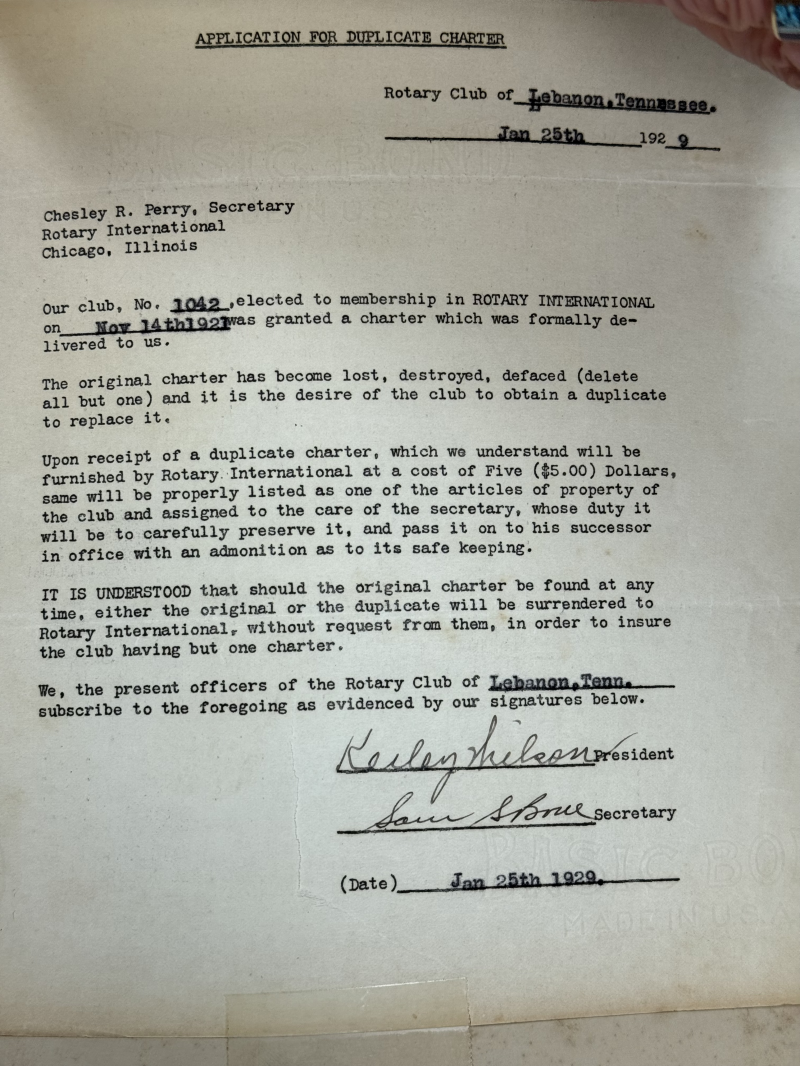 APPLICATION FOR DUPLICATE CHARTER
Rotary Club of Lebanon,Tennessee.
Jan 25th 1929
Chesley R. Perry, Secretary
Rotary International
Chicago, Illinois
Our club, No. 1042 ,elected to membership in ROTARY INTERNATIONAL
on Nov 14th1921was granted a charter which was formally de-
livered to us.
The original charter has become lost, destroyed, defaced (delete
all but one) and it is the desire of the club to obtain a duplicate
to replace it.
Upon receipt of a duplicate charter, which we understand will be
furnished by Rotary International at a cost of Five ($5.00) Dollars,
same will be properly listed as one of the articles of property of
the club and assigned to the care of the secretary, whose duty it
will be to carefully preserve it, and pass it on to his successor
in office with an admonition as to its safe keeping.
IT IS UNDERSTOOD that should the original charter be found at any
time, either the original or the duplicate will be surrendered to
Rotary International, without request from them, in order to insure
the club having but one charter.
We, the present officers of the Rotary Club of Lebanon,Tenn.
subscribe to the foregoing as evidenced by our signatures below.
President
Sam S Bone Secretary
(Date) Jan 25th 1929.
MADE IN U.S.A